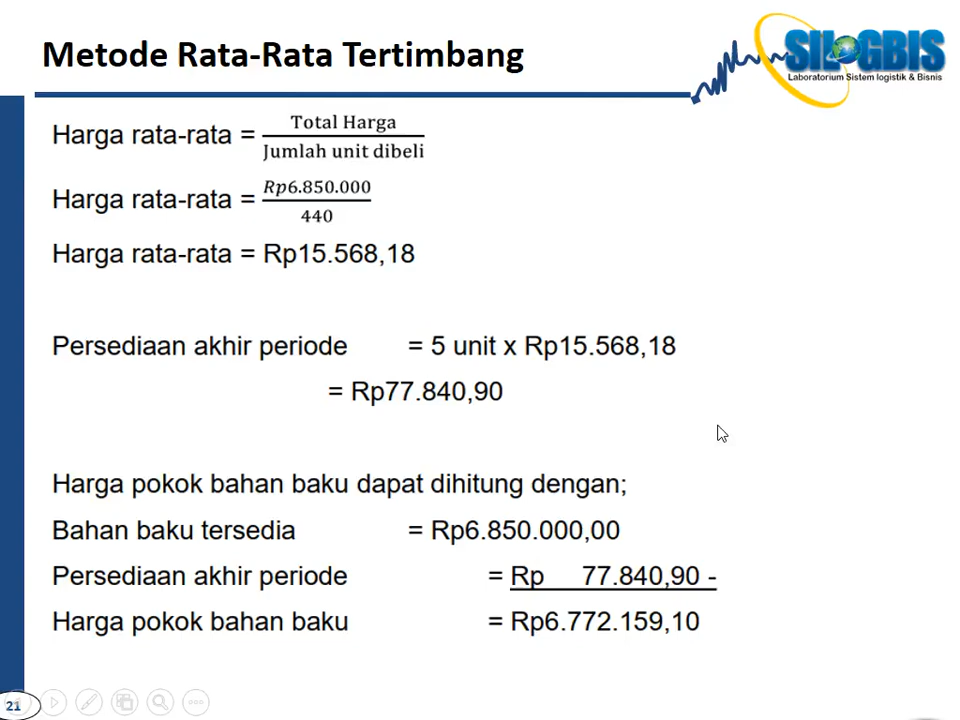 Metode Rata-Rata Tertimbang
SILOGBIS
Laboratorium Sistem logistik & Bisnis
Harga rata-rata = Total Harga / Jumlah unit dibeli
Harga rata-rata = Rp6.850.000 / 440
Harga rata-rata = Rp15.568,18
Persediaan akhir periode = 5 unit x Rp15.568,18
= Rp77.840,90
Harga pokok bahan baku dapat dihitung dengan;
Bahan baku tersedia = Rp6.850.000,00
Persediaan akhir periode = Rp 77.840,90 -
Harga pokok bahan baku = Rp6.772.159,10
21